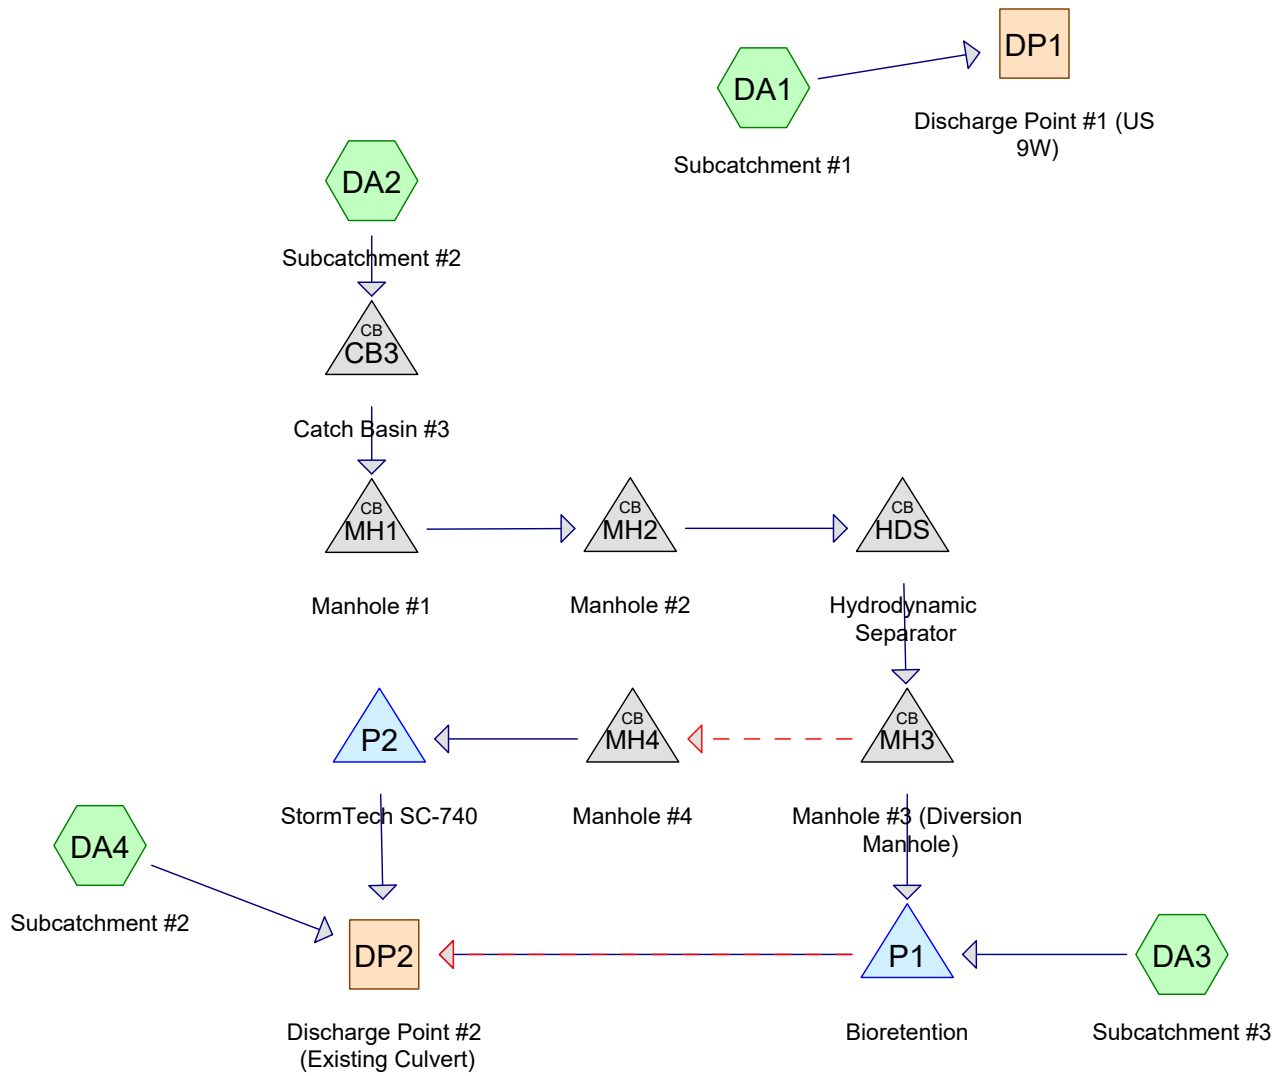 DP1
DA1
Discharge Point #1 (US
9W)
Subcatchment #1
DA2
Subcatchment #2
CB
CB3
Catch Basin #3
CB
MH1
CB
MH2
CB
HDS
Manhole #1
Manhole #2
Hydrodynamic
Separator
P2
CB
MH4
CB
MH3
StormTech SC-740
Manhole #4
Manhole #3 (Diversion
Manhole)
DA4
Subcatchment #2
DP2
P1
DA3
Discharge Point #2
(Existing Culvert)
Bioretention
Subcatchment #3